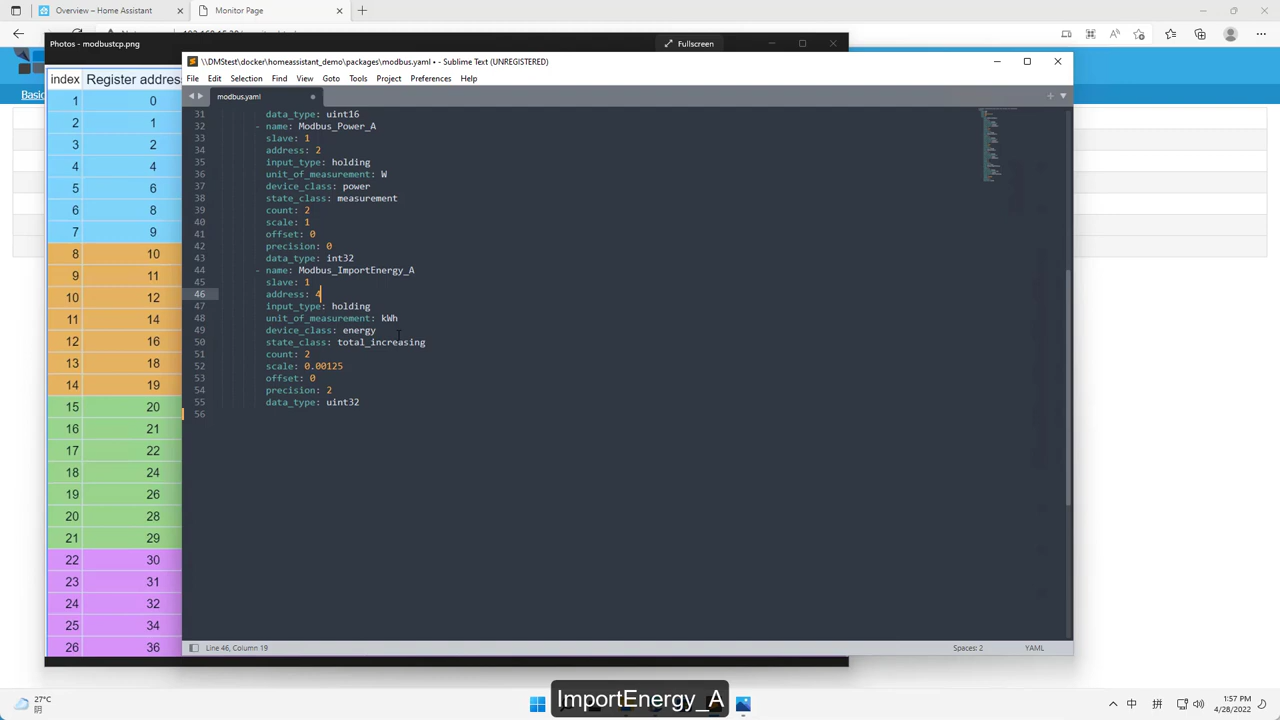 Overview – Home Assistant
Monitor Page
Photos - modbustcp.png
Fullscreen
\\DMStest\docker\homeassistant_demo\packages\modbus.yaml • - Sublime Text (UNREGISTERED)
File Edit Selection Find View Goto Tools Project Preferences Help
modbus.yaml
Basic
index Register address
1 0
2 1
3 2
4 4
5 6
6 8
7 9
8 10
9 11
10 12
11 14
12 16
13 18
14 19
15 20
16 21
17 22
18 24
19 26
20 28
21 29
22 30
23 31
24 32
25 34
26 36
31 data_type: uint16
32 - name: Modbus_Power_A
33 slave: 1
34 address: 2
35 input_type: holding
36 unit_of_measurement: W
37 device_class: power
38 state_class: measurement
39 count: 2
40 scale: 1
41 offset: 0
42 precision: 0
43 data_type: int32
44 - name: Modbus_ImportEnergy_A
45 slave: 1
46 address: 4
47 input_type: holding
48 unit_of_measurement: kWh
49 device_class: energy
50 state_class: total_increasing
51 count: 2
52 scale: 0.00125
53 offset: 0
54 precision: 2
55 data_type: uint32
56
Line 46, Column 19
Spaces: 2
YAML
27°C
阴
ImportEnergy_A
中
拼
1:57 PM
4/28/2022